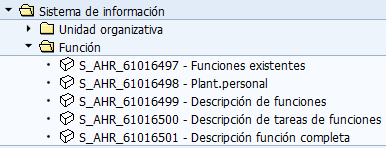 Sistema de información
Unidad organizativa
Función
S_AHR_61016497 - Funciones existentes
S_AHR_61016498 - Plant.personal
S_AHR_61016499 - Descripción de funciones
S_AHR_61016500 - Descripción de tareas de funciones
S_AHR_61016501 - Descripción función completa